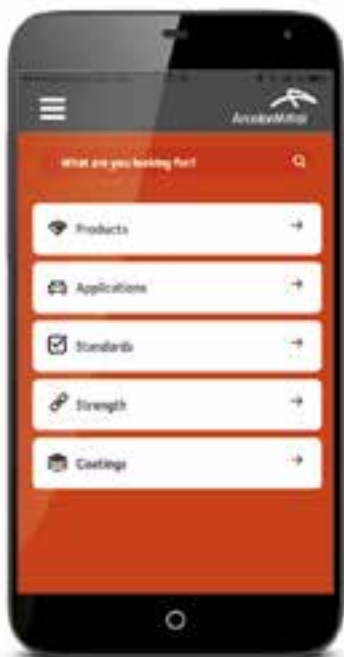 ArcelorMittal
What are you looking for?
Products
Applications
Standards
Strength
Coatings